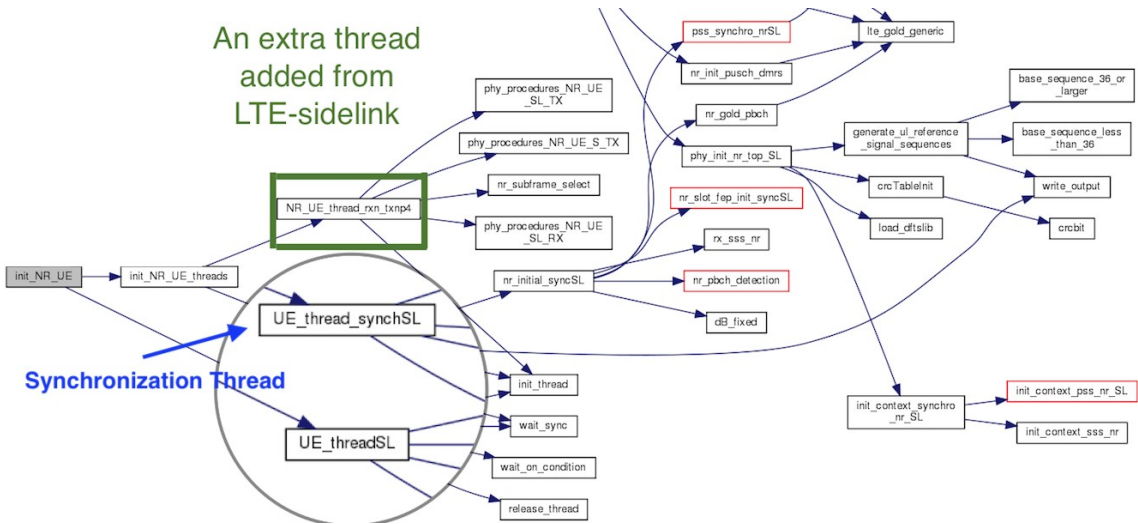 An extra thread
added from
LTE-sidelink
pss_synchro_nrSL
lte_gold_generic
nr_init_pusch_dmrs
phy_procedures_NR_UE
_SL_TX
nr_gold_pbch
base_sequence_36_or
_larger
generate_ul_reference
_signal_sequences
base_sequence_less
_than_36
phy_procedures_NR_UE_S_TX
phy_init_nr_top_SL
nr_subframe_select
crcTableInit
write_output
NR_UE_thread_rxn_txnp4
nr_slot_fep_init_syncSL
phy_procedures_NR_UE
_SL_RX
load_dftslib
crcbit
rx_sss_nr
init_NR_UE
init_NR_UE_threads
nr_initial_syncSL
nr_pbch_detection
UE_thread_synchSL
dB_fixed
Synchronization Thread
init_thread
init_context_pss_nr_SL
init_context_synchro
_nr_SL
wait_sync
init_context_sss_nr
UE_threadSL
wait_on_condition
release_thread